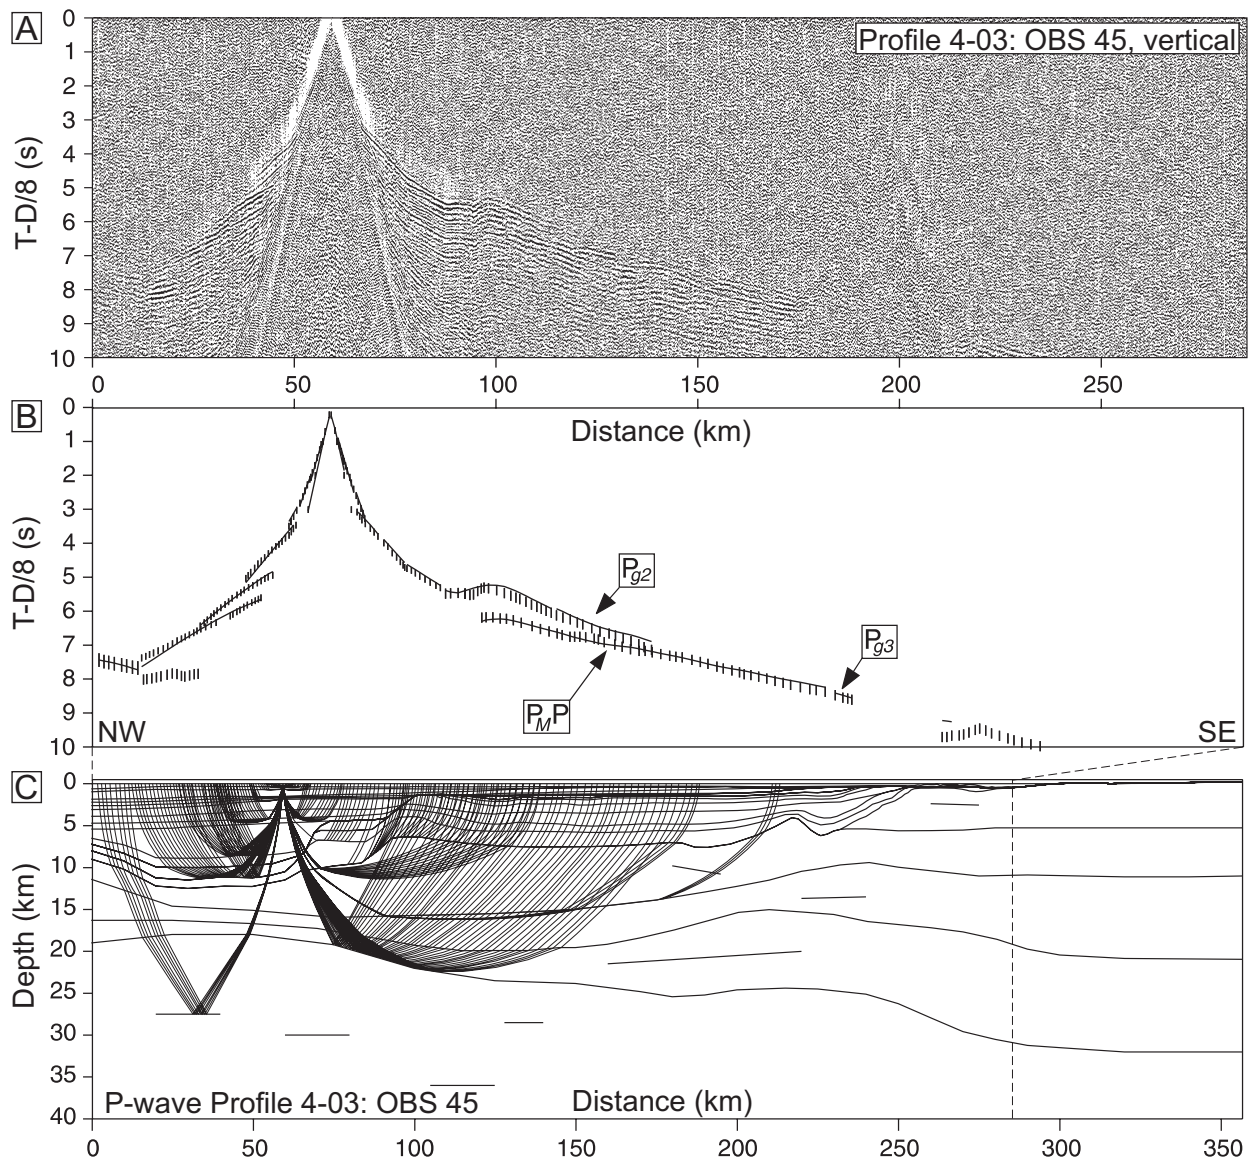 A
Profile 4-03: OBS 45, vertical
T-D/8 (s)
0
1
2
3
4
5
6
7
8
9
10
0 50 100 150 200 250
B
Distance (km)
T-D/8 (s)
0
1
2
3
4
5
6
7
8
9
10
Pg2
Pg3
PMP
NW SE
C
Depth (km)
0
5
10
15
20
25
30
35
40
P-wave Profile 4-03: OBS 45 Distance (km)
0 50 100 150 200 250 300 350